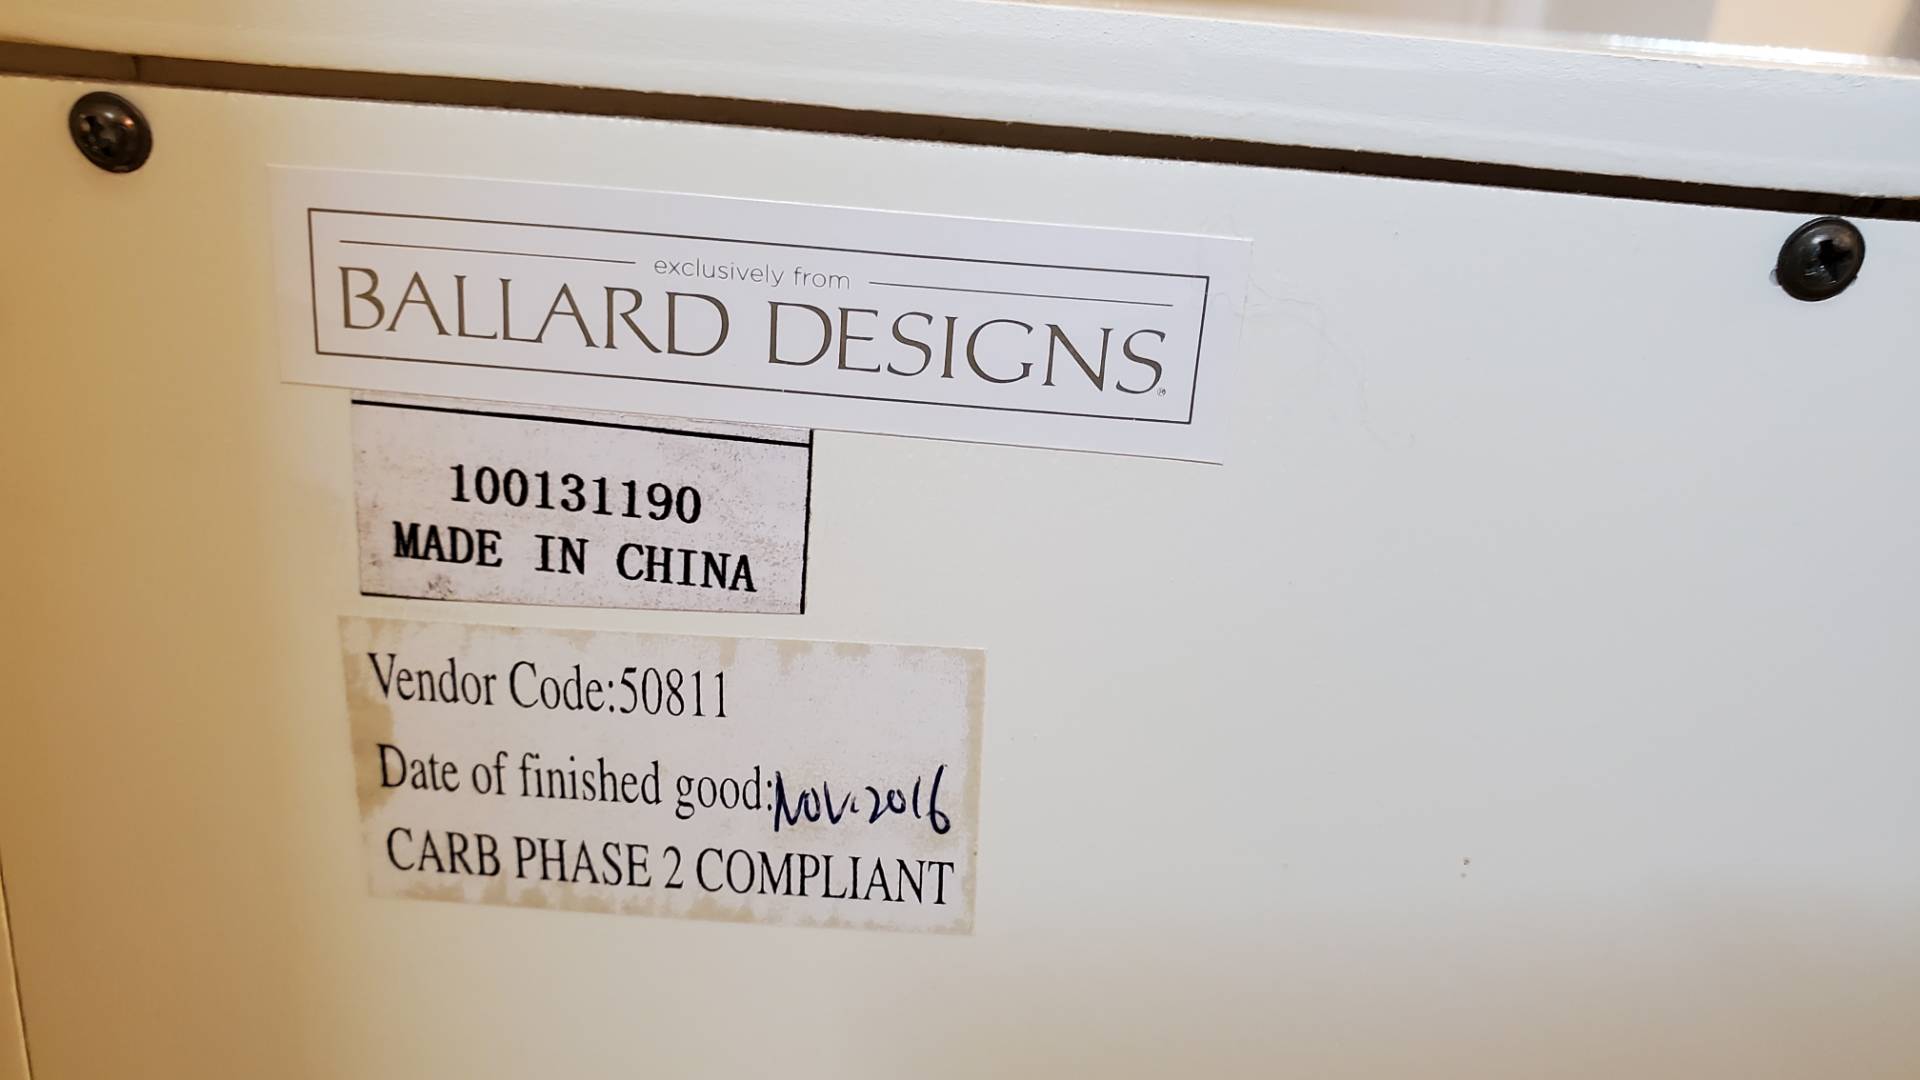 exclusively from
BALLARD DESIGNS®
100131190
MADE IN CHINA
Vendor Code:50811
Date of finished good:Nov.2016
CARB PHASE 2 COMPLIANT